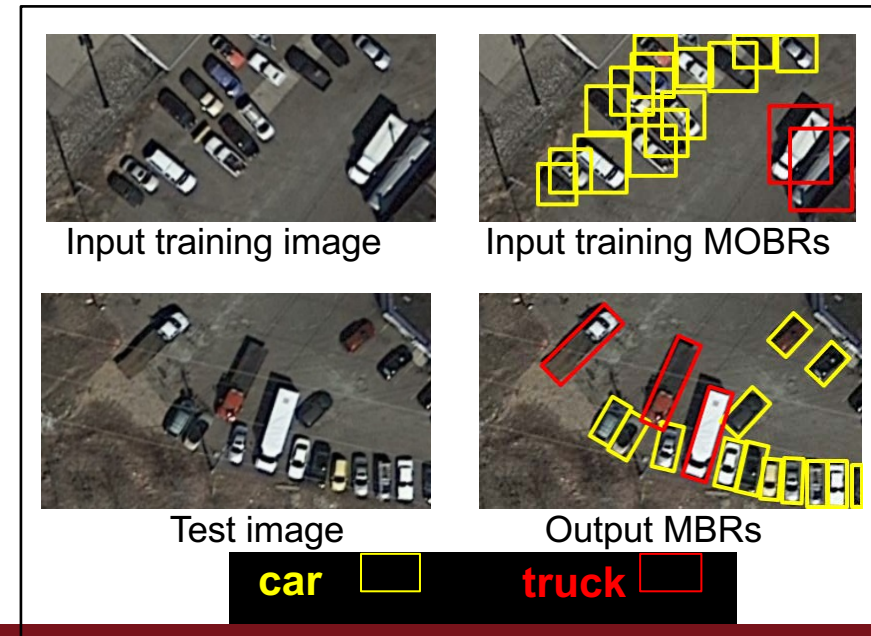 Input training image
Input training MOBRs
Test image
Output MBRs
car
truck